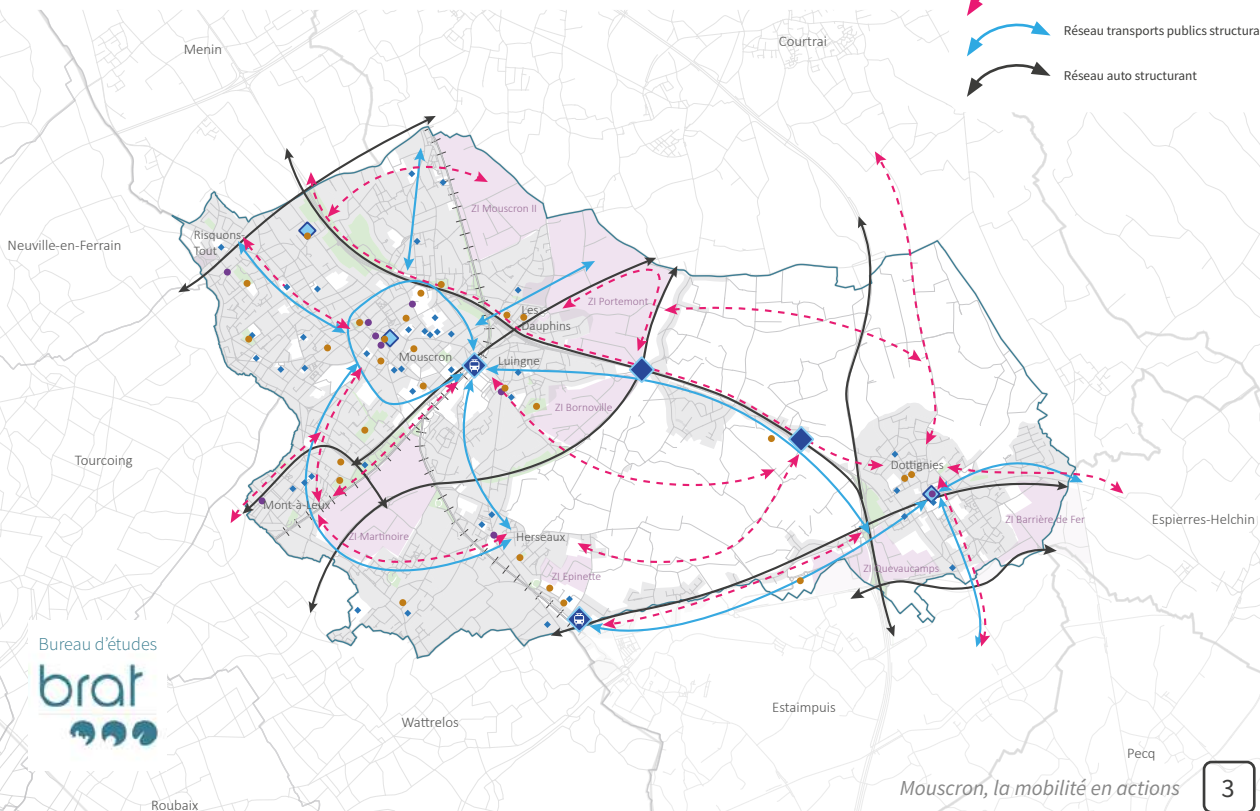 Réseau transports publics structura
Réseau auto structurant
Menin
Courtrai
ZI Mouscron II
Risquons-
Tout
Neuville-en-Ferrain
ZI Portemont
Les
Dauphins
Mouscron
Luingne
ZI Bornoville
Tourcoing
Dottignies
Mont-à-Leux
ZI Barrière de Fer
Espierres-Helchin
ZI Martinoire
Herseaux
ZI Quevaucamps
ZI Epinette
Bureau d'études
brat
Estaimpuis
Wattrelos
Pecq
Mouscron, la mobilité en actions
3
Roubaix